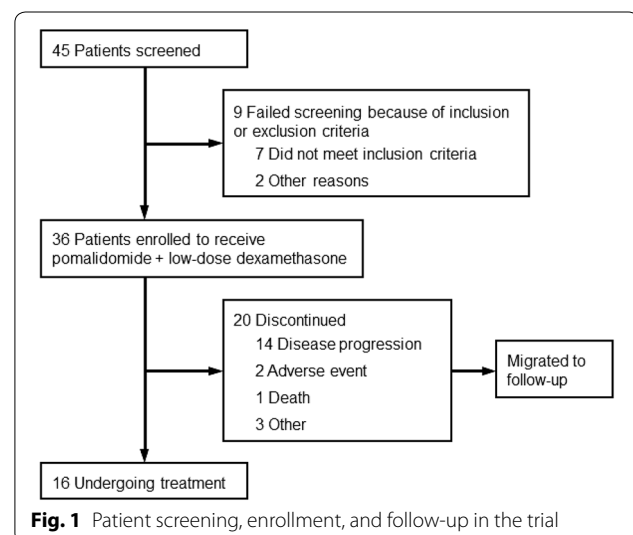 45 Patients screened
9 Failed screening because of inclusion
or exclusion criteria
7 Did not meet inclusion criteria
2 Other reasons
36 Patients enrolled to receive
pomalidomide + low-dose dexamethasone
20 Discontinued
14 Disease progression
2 Adverse event
1 Death
3 Other
Migrated to
follow-up
16 Undergoing treatment
Fig. 1 Patient screening, enrollment, and follow-up in the trial